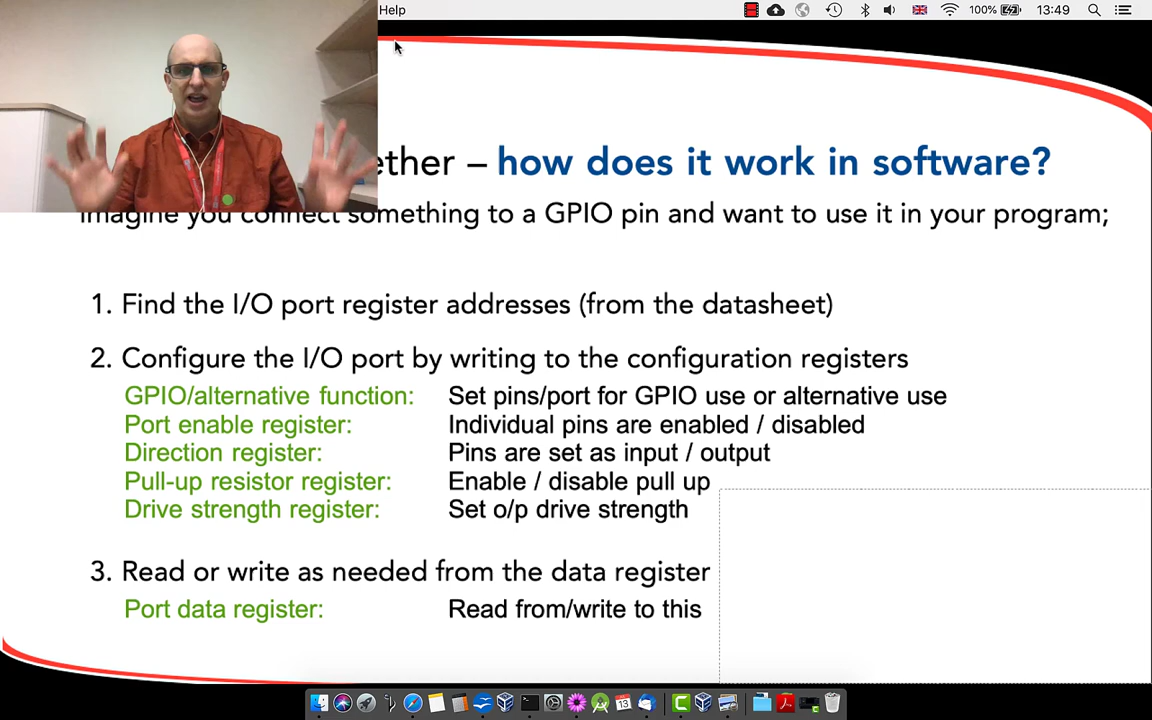 Help 100% 13:49
ether – how does it work in software?
Imagine you connect something to a GPIO pin and want to use it in your program;
1. Find the I/O port register addresses (from the datasheet)
2. Configure the I/O port by writing to the configuration registers
GPIO/alternative function: Set pins/port for GPIO use or alternative use
Port enable register: Individual pins are enabled / disabled
Direction register: Pins are set as input / output
Pull-up resistor register: Enable / disable pull up
Drive strength register: Set o/p drive strength
3. Read or write as needed from the data register
Port data register: Read from/write to this
13